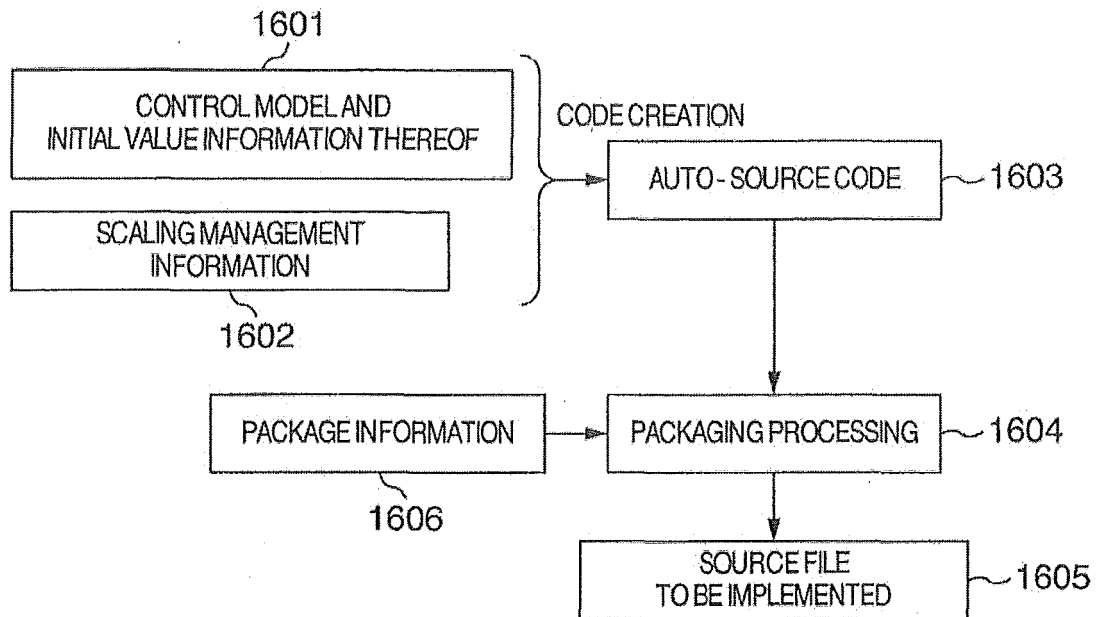 1601
CONTROL MODEL AND
INITIAL VALUE INFORMATION THEREOF
CODE CREATION
AUTO - SOURCE CODE
1603
SCALING MANAGEMENT
INFORMATION
1602
PACKAGE INFORMATION
PACKAGING PROCESSING
1604
1606
SOURCE FILE
TO BE IMPLEMENTED
1605